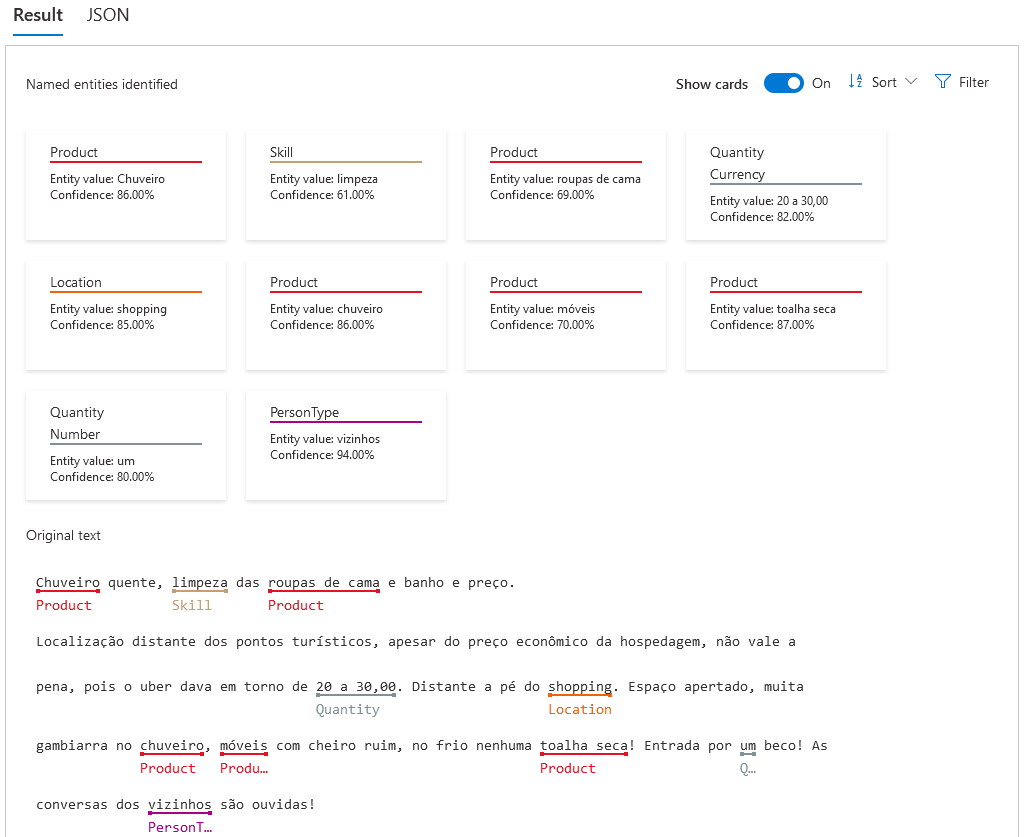 Result JSON
Named entities identified
Show cards On Sort Filter
Product
Entity value: Chuveiro
Confidence: 86.00%
Skill
Entity value: limpeza
Confidence: 61.00%
Product
Entity value: roupas de cama
Confidence: 69.00%
Quantity
Currency
Entity value: 20 a 30,00
Confidence: 82.00%
Location
Entity value: shopping
Confidence: 85.00%
Product
Entity value: chuveiro
Confidence: 86.00%
Product
Entity value: móveis
Confidence: 70.00%
Product
Entity value: toalha seca
Confidence: 87.00%
Quantity
Number
Entity value: um
Confidence: 80.00%
PersonType
Entity value: vizinhos
Confidence: 94.00%
Original text
Chuveiro quente, limpeza das roupas de cama e banho e preço.
Product Skill Product
Localização distante dos pontos turísticos, apesar do preço econômico da hospedagem, não vale a
pena, pois o uber dava em torno de 20 a 30,00. Distante a pé do shopping. Espaço apertado, muita
Quantity Location
gambiarra no chuveiro, móveis com cheiro ruim, no frio nenhuma toalha seca! Entrada por um beco! As
Product Produ… Product Q…
conversas dos vizinhos são ouvidas!
PersonT…